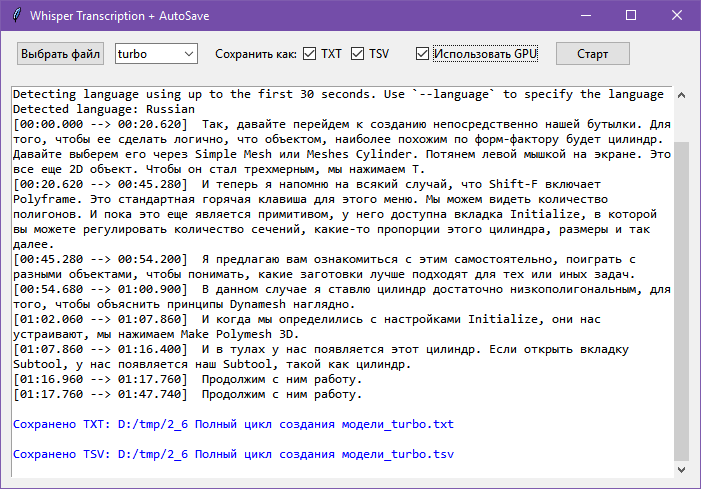 Whisper Transcription + AutoSave
Выбрать файл turbo Сохранить как: TXT TSV Использовать GPU Старт
Detecting language using up to the first 30 seconds. Use `--language` to specify the language
Detected language: Russian
[00:00.000 --> 00:20.620]  Так, давайте перейдем к созданию непосредственно нашей бутылки. Для
того, чтобы ее сделать логично, что объектом, наиболее похожим по форм-фактору будет цилиндр.
Давайте выберем его через Simple Mesh или Meshes Cylinder. Потянем левой мышкой на экране. Это
все еще 2D объект. Чтобы он стал трехмерным, мы нажимаем T.
[00:20.620 --> 00:45.280]  И теперь я напомню на всякий случай, что Shift-F включает
Polyframe. Это стандартная горячая клавиша для этого меню. Мы можем видеть количество
полигонов. И пока это еще является примитивом, у него доступна вкладка Initialize, в которой
вы можете регулировать количество сечений, какие-то пропорции этого цилиндра, размеры и так
далее.
[00:45.280 --> 00:54.200]  Я предлагаю вам ознакомиться с этим самостоятельно, поиграть с
разными объектами, чтобы понимать, какие заготовки лучше подходят для тех или иных задач.
[00:54.680 --> 01:00.900]  В данном случае я ставлю цилиндр достаточно низкополигональным, для
того, чтобы объяснить принципы Dynamesh наглядно.
[01:02.060 --> 01:07.860]  И когда мы определились с настройками Initialize, они нас
устраивают, мы нажимаем Make Polymesh 3D.
[01:07.860 --> 01:16.400]  И в тулах у нас появляется этот цилиндр. Если открыть вкладку
Subtool, у нас появляется наш Subtool, такой как цилиндр.
[01:16.960 --> 01:17.760]  Продолжим с ним работу.
[01:17.760 --> 01:47.740]  Продолжим с ним работу.
Сохранено TXT: D:/tmp/2_6 Полный цикл создания модели_turbo.txt
Сохранено TSV: D:/tmp/2_6 Полный цикл создания модели_turbo.tsv